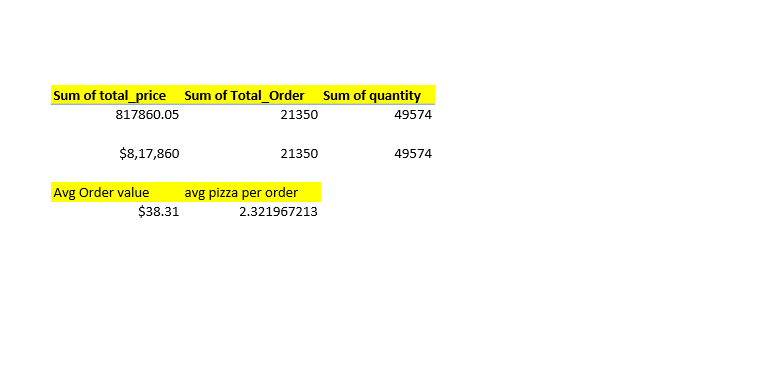 Sum of total_price Sum of Total_Order Sum of quantity
817860.05 21350 49574
$8,17,860 21350 49574
Avg Order value avg pizza per order
$38.31 2.321967213